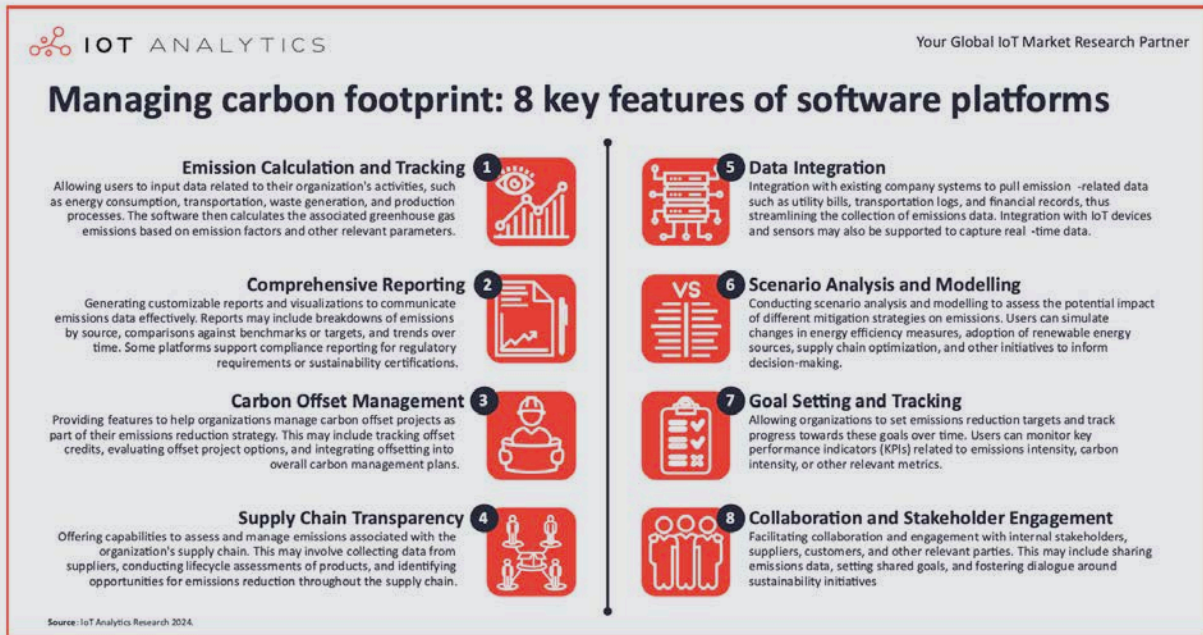 IOT ANALYTICS
Your Global IoT Market Research Partner
Managing carbon footprint: 8 key features of software platforms
Emission Calculation and Tracking 1
Allowing users to input data related to their organization's activities, such
as energy consumption, transportation, waste generation, and production
processes. The software then calculates the associated greenhouse gas
emissions based on emission factors and other relevant parameters.
Comprehensive Reporting 2
Generating customizable reports and visualizations to communicate
emissions data effectively. Reports may include breakdowns of emissions
by source, comparisons against benchmarks or targets, and trends over
time. Some platforms support compliance reporting for regulatory
requirements or sustainability certifications.
Carbon Offset Management 3
Providing features to help organizations manage carbon offset projects as
part of their emissions reduction strategy. This may include tracking offset
credits, evaluating offset project options, and integrating offsetting into
overall carbon management plans.
Supply Chain Transparency 4
Offering capabilities to assess and manage emissions associated with the
organization's supply chain. This may involve collecting data from
suppliers, conducting lifecycle assessments of products, and identifying
opportunities for emissions reduction throughout the supply chain.
5 Data Integration
Integration with existing company systems to pull emission -related data
such as utility bills, transportation logs, and financial records, thus
streamlining the collection of emissions data. Integration with IoT devices
and sensors may also be supported to capture real -time data.
VS
6 Scenario Analysis and Modelling
Conducting scenario analysis and modelling to assess the potential impact
of different mitigation strategies on emissions. Users can simulate
changes in energy efficiency measures, adoption of renewable energy
sources, supply chain optimization, and other initiatives to inform
decision-making.
7 Goal Setting and Tracking
Allowing organizations to set emissions reduction targets and track
progress towards these goals over time. Users can monitor key
performance indicators (KPIs) related to emissions intensity, carbon
intensity, or other relevant metrics.
8 Collaboration and Stakeholder Engagement
Facilitating collaboration and engagement with internal stakeholders,
suppliers, customers, and other relevant parties. This may include sharing
emissions data, setting shared goals, and fostering dialogue around
sustainability initiatives
Source: IoT Analytics Research 2024.